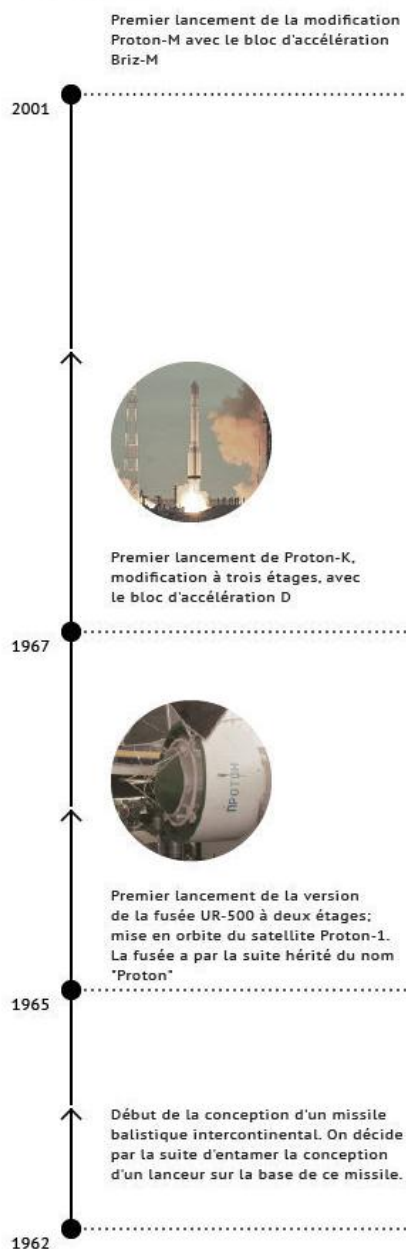 Premier lancement de la modification
Proton-M avec le bloc d'accélération
Briz-M
2001
Premier lancement de Proton-K,
modification à trois étages, avec
le bloc d'accélération D
1967
ПРОТОН
Premier lancement de la version
de la fusée UR-500 à deux étages;
mise en orbite du satellite Proton-1.
La fusée a par la suite hérité du nom
"Proton"
1965
Début de la conception d'un missile
balistique intercontinental. On décide
par la suite d'entamer la conception
d'un lanceur sur la base de ce missile.
1962